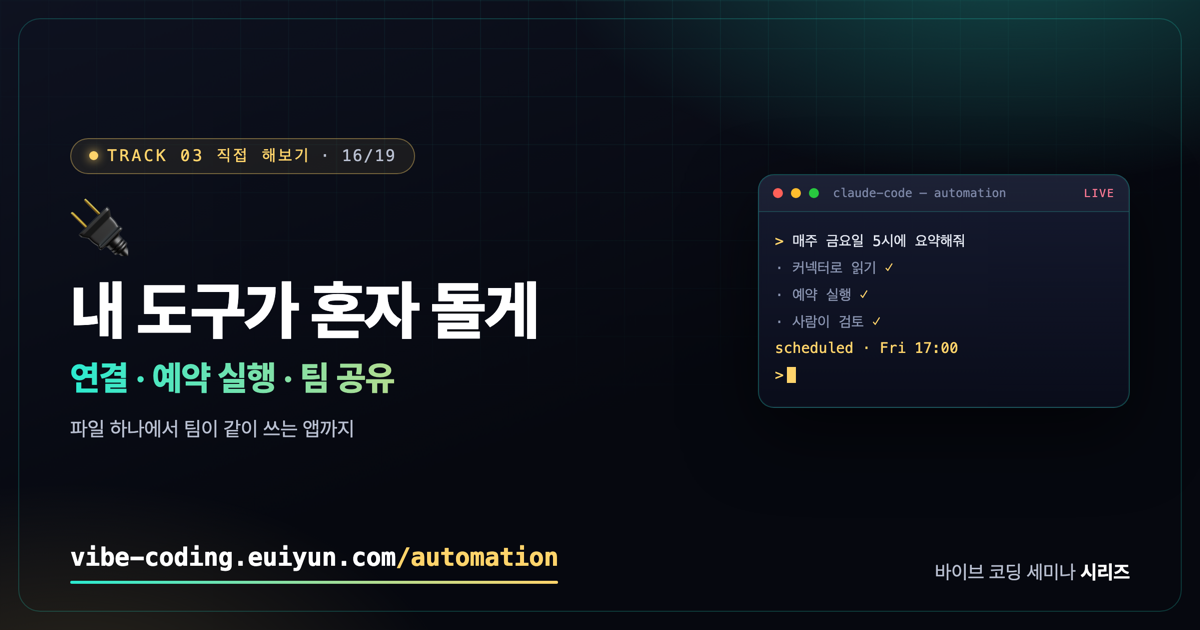 TRACK 03 직접 해보기 · 16/19
내 도구가 혼자 돌게
연결 · 예약 실행 · 팀 공유
파일 하나에서 팀이 같이 쓰는 앱까지
claude-code — automation
LIVE
> 매주 금요일 5시에 요약해줘
· 커넥터로 읽기 ✓
· 예약 실행 ✓
· 사람이 검토 ✓
scheduled · Fri 17:00
>
vibe-coding.euiyun.com/automation
바이브 코딩 세미나 시리즈